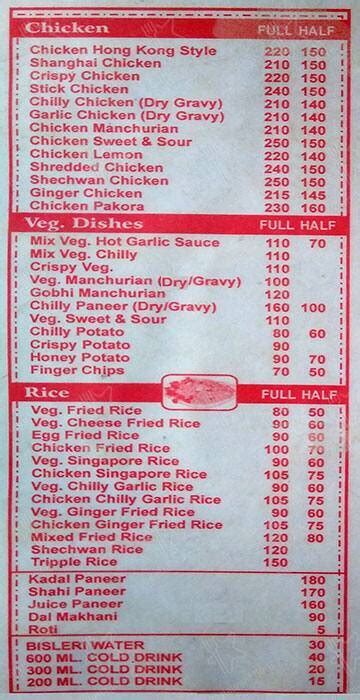 Chicken FULL HALF
Chicken Hong Kong Style 220 150
Shanghai Chicken 210 150
Crispy Chicken 220 150
Stick Chicken 240 150
Chilly Chicken (Dry Gravy) 210 140
Garlic Chicken (Dry Gravy) 210 140
Chicken Manchurian 210 140
Chicken Sweet & Sour 250 150
Chicken Lemon 220 140
Shredded Chicken 240 150
Shechwan Chicken 250 150
Ginger Chicken 215 145
Chicken Pakora 230 160
Veg. Dishes FULL HALF
Mix Veg. Hot Garlic Sauce 110 70
Mix Veg. Chilly 110
Crispy Veg. 110
Veg. Manchurian (Dry/Gravy) 100
Gobhi Manchurian 120
Chilly Paneer (Dry/Gravy) 160 100
Veg. Sweet & Sour 110
Chilly Potato 80 60
Crispy Potato 90
Honey Potato 90 70
Finger Chips 70 50
Rice FULL HALF
Veg. Fried Rice 80 50
Veg. Cheese Fried Rice 90 60
Egg Fried Rice 90 60
Chicken Fried Rice 100 70
Veg. Singapore Rice 90 60
Chicken Singapore Rice 105 75
Veg. Chilly Garlic Rice 90 60
Chicken Chilly Garlic Rice 105 75
Veg. Ginger Fried Rice 90 60
Chicken Ginger Fried Rice 105 75
Mixed Fried Rice 120 80
Shechwan Rice 120
Tripple Rice 150
Kadal Paneer 180
Shahi Paneer 170
Juice Paneer 160
Dal Makhani 90
Roti 5
BISLERI WATER 30
600 ML. COLD DRINK 40
300 ML. COLD DRINK 20
200 ML. COLD DRINK 15